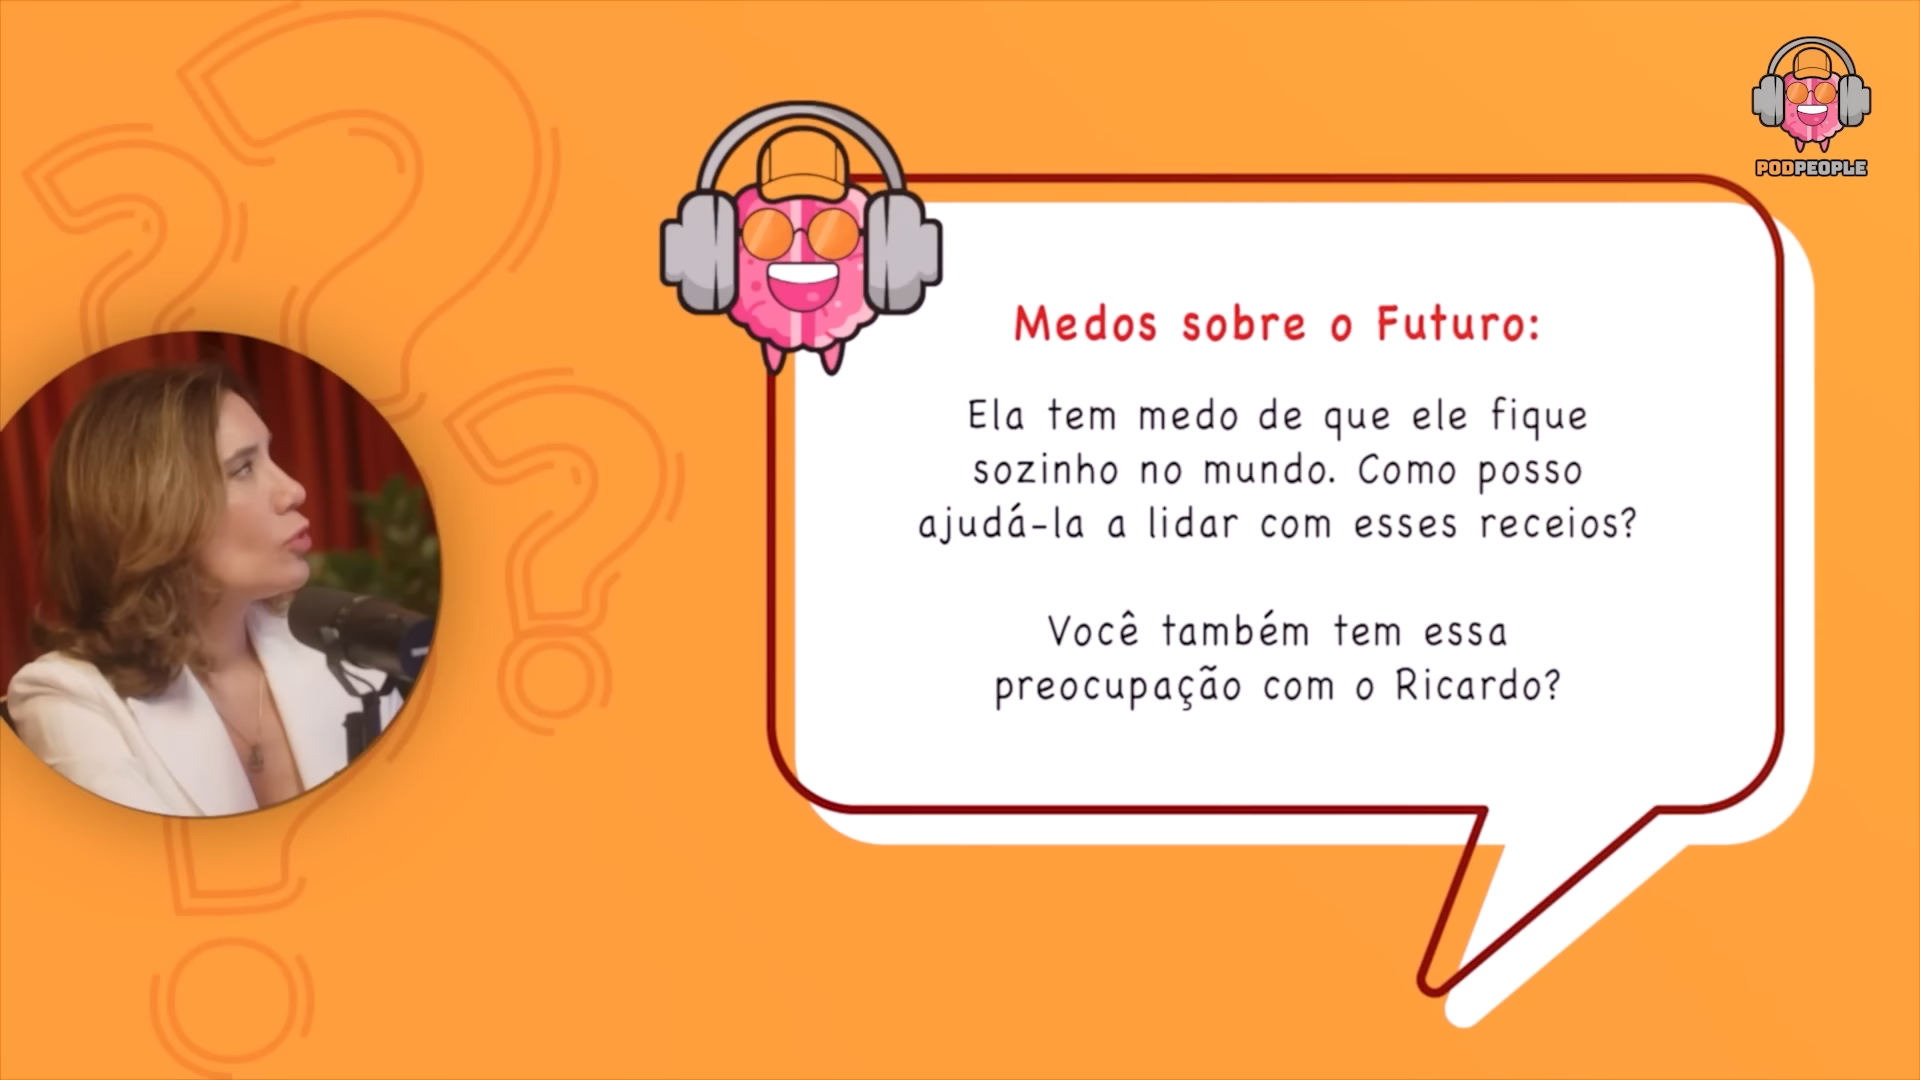 PODPEOPLE
Medos sobre o Futuro:
Ela tem medo de que ele fique
sozinho no mundo. Como posso
ajudá-la a lidar com esses receios?
Você também tem essa
preocupação com o Ricardo?